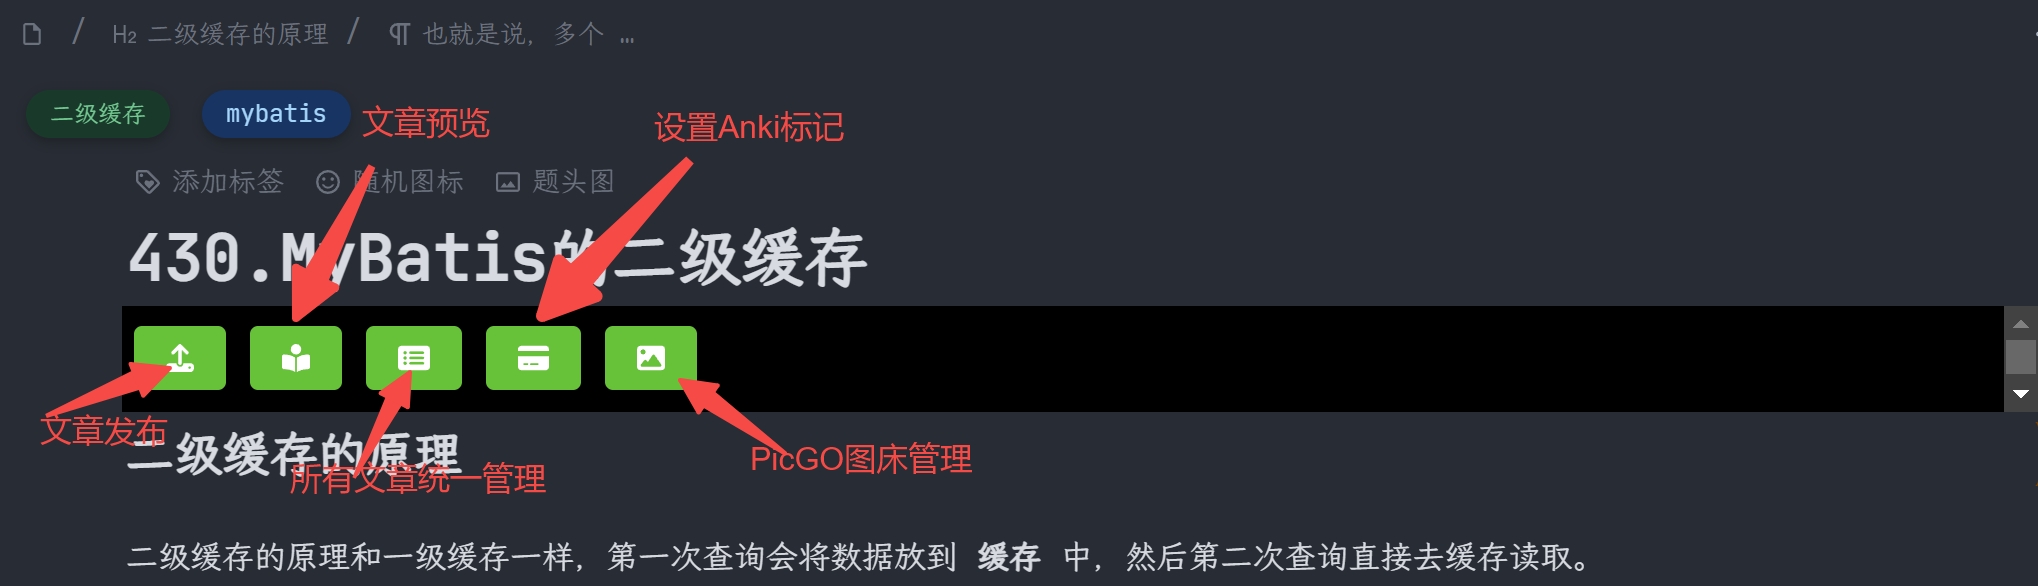 H2 二级缓存的原理 / 也就是说，多个 …
二级缓存 mybatis 文章预览 设置Anki标记
添加标签 随机图标 题头图
430.MyBatis的二级缓存
文章发布
二级缓存的原理
所有文章统一管理
PicGO图床管理
二级缓存的原理和一级缓存一样，第一次查询会将数据放到 缓存 中，然后第二次查询直接去缓存读取。